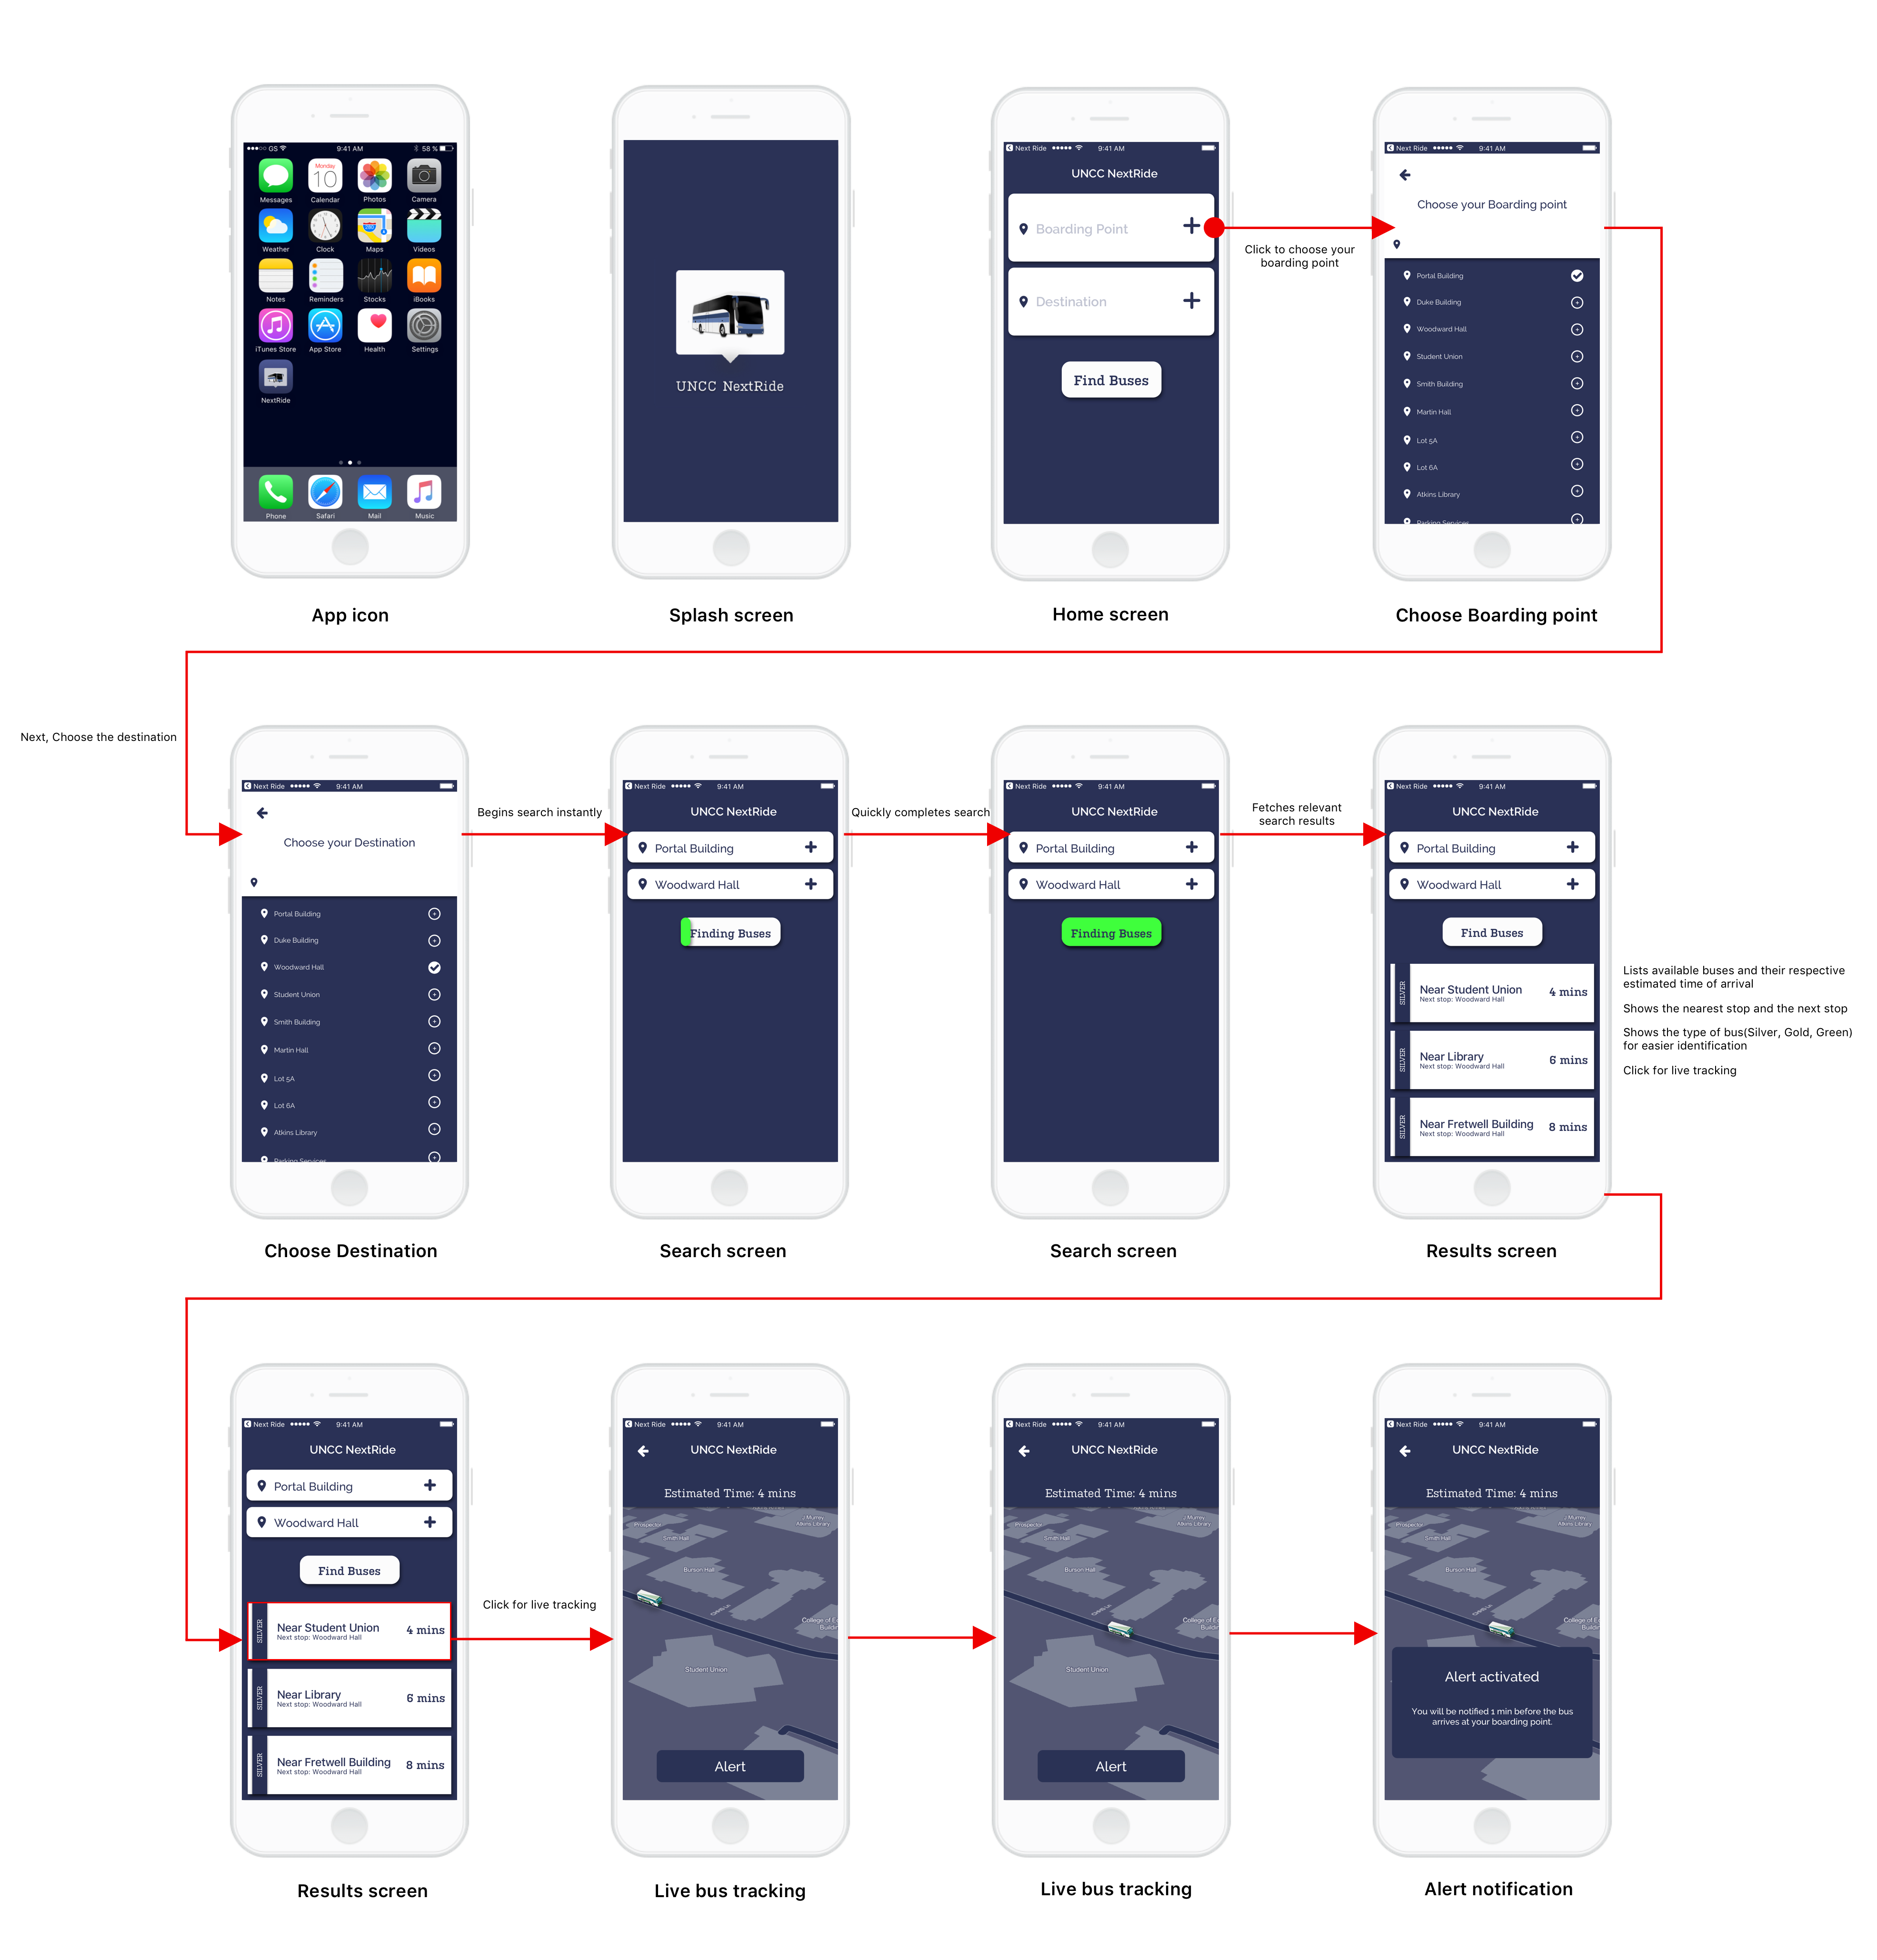 GS 9:41 AM 58 %
Monday
10
Messages Calendar Photos Camera
Weather Clock Maps Videos
Notes Reminders Stocks iBooks
iTunes Store App Store Health Settings
NextRide
Phone Safari Mail Music
App icon
UNCC NextRide
Splash screen
Next Ride 9:41 AM
UNCC NextRide
Boarding Point
Destination
Find Buses
Home screen
Click to choose your
boarding point
Next Ride 9:41 AM
Choose your Boarding point
Portal Building
Duke Building
Woodward Hall
Student Union
Smith Building
Martin Hall
Lot 5A
Lot 6A
Atkins Library
Parking Services
Choose Boarding point
Next, Choose the destination
Next Ride 9:41 AM
Choose your Destination
Portal Building
Duke Building
Woodward Hall
Student Union
Smith Building
Martin Hall
Lot 5A
Lot 6A
Atkins Library
Parking Services
Choose Destination
Begins search instantly
Next Ride 9:41 AM
UNCC NextRide
Portal Building
Woodward Hall
Finding Buses
Search screen
Quickly completes search
Next Ride 9:41 AM
UNCC NextRide
Portal Building
Woodward Hall
Finding Buses
Search screen
Fetches relevant
search results
Next Ride 9:41 AM
UNCC NextRide
Portal Building
Woodward Hall
Find Buses
SILVER
Near Student Union 4 mins
Next stop: Woodward Hall
SILVER
Near Library 6 mins
Next stop: Woodward Hall
SILVER
Near Fretwell Building 8 mins
Next stop: Woodward Hall
Results screen
Lists available buses and their respective
estimated time of arrival
Shows the nearest stop and the next stop
Shows the type of bus(Silver, Gold, Green)
for easier identification
Click for live tracking
Next Ride 9:41 AM
UNCC NextRide
Portal Building
Woodward Hall
Find Buses
SILVER
Near Student Union 4 mins
Next stop: Woodward Hall
SILVER
Near Library 6 mins
Next stop: Woodward Hall
SILVER
Near Fretwell Building 8 mins
Next stop: Woodward Hall
Results screen
Click for live tracking
Next Ride 9:41 AM
UNCC NextRide
Estimated Time: 4 mins
Prospector
J Murrey
Atkins Library
Smith Hall
Burson Hall
College of E
Buildin
Student Union
Alert
Live bus tracking
Next Ride 9:41 AM
UNCC NextRide
Estimated Time: 4 mins
Prospector
J Murrey
Atkins Library
Smith Hall
Burson Hall
College of E
Buildin
Student Union
Alert
Live bus tracking
Next Ride 9:41 AM
UNCC NextRide
Estimated Time: 4 mins
Prospector
J Murrey
Atkins Library
Smith Hall
Burson Hall
College of E
Buildin
Alert activated
You will be notified 1 min before the bus
arrives at your boarding point.
Alert notification